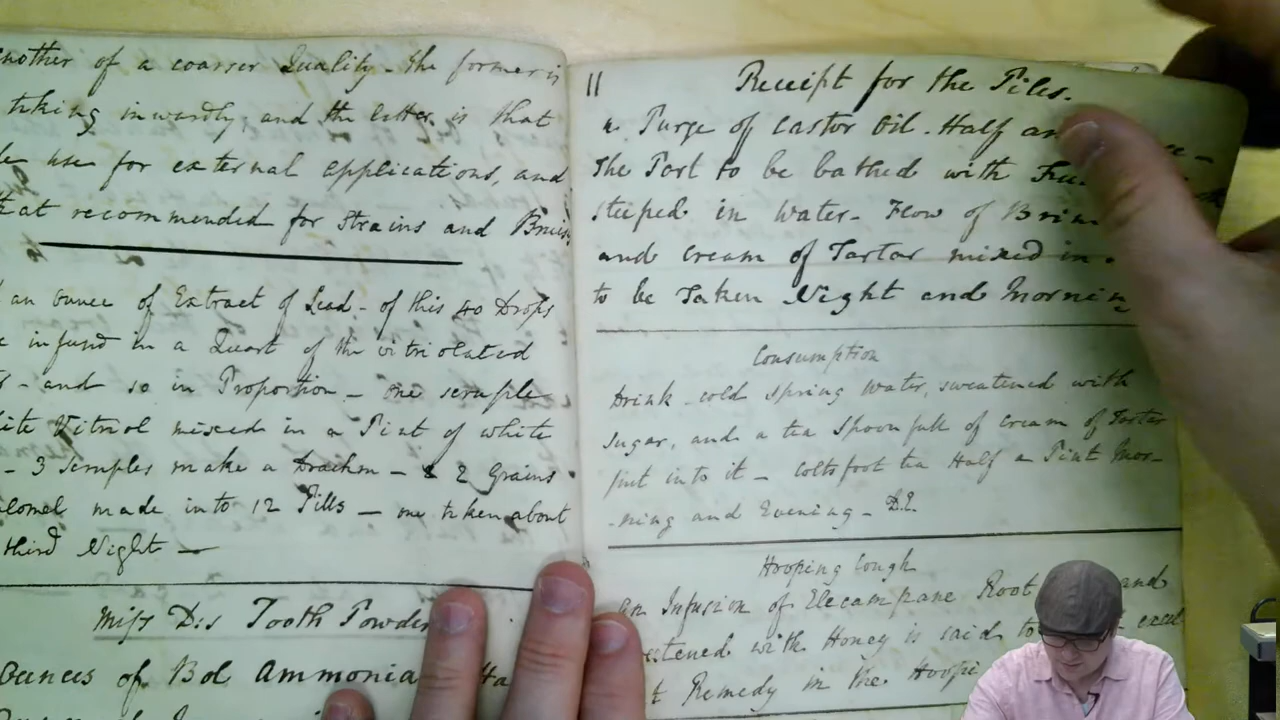 another of a coarser Quality - the former is
taking inwardly, and the latter is that
use for external applications, and
that recommended for Strains and Bruis
an Ounce of Extract of Lead - of this 40 Drops
infused in a Quart of the vitriolated
- and so in Proportion - one scruple
Vitriol mixed in a Pint of white
- 3 Scruples make a Drachm - & 2 Grains
made into 12 Pills - one taken about
third Night -
Miss D.s Tooth Powder
Ounces of Bol Ammonia
11
Receipt for the Piles.
a Purge of Castor Oil. Half an
The Part to be bathed with
steeped in Water - Flow of Brim
and Cream of Tartar mixed in
to be Taken Night and Mornin
Consumption
Drink cold Spring Water, sweatened with
Sugar, and a tea Spoon full of Cream of Tartar
put into it - Coltsfoot tea Half a Pint Mor-
-ning and Evening - D.E.
Hooping Cough
An Infusion of Elecampane Root and
with Honey is said to
Remedy in the Hoopi